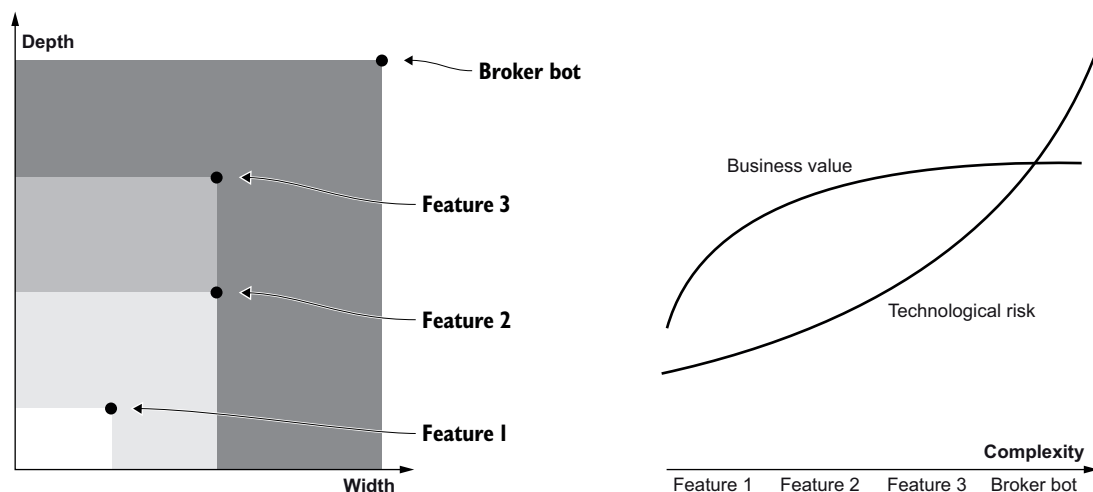 Depth
Broker bot
Feature 3
Feature 2
Feature 1
Width
Business value
Technological risk
Complexity
Feature 1 Feature 2 Feature 3 Broker bot